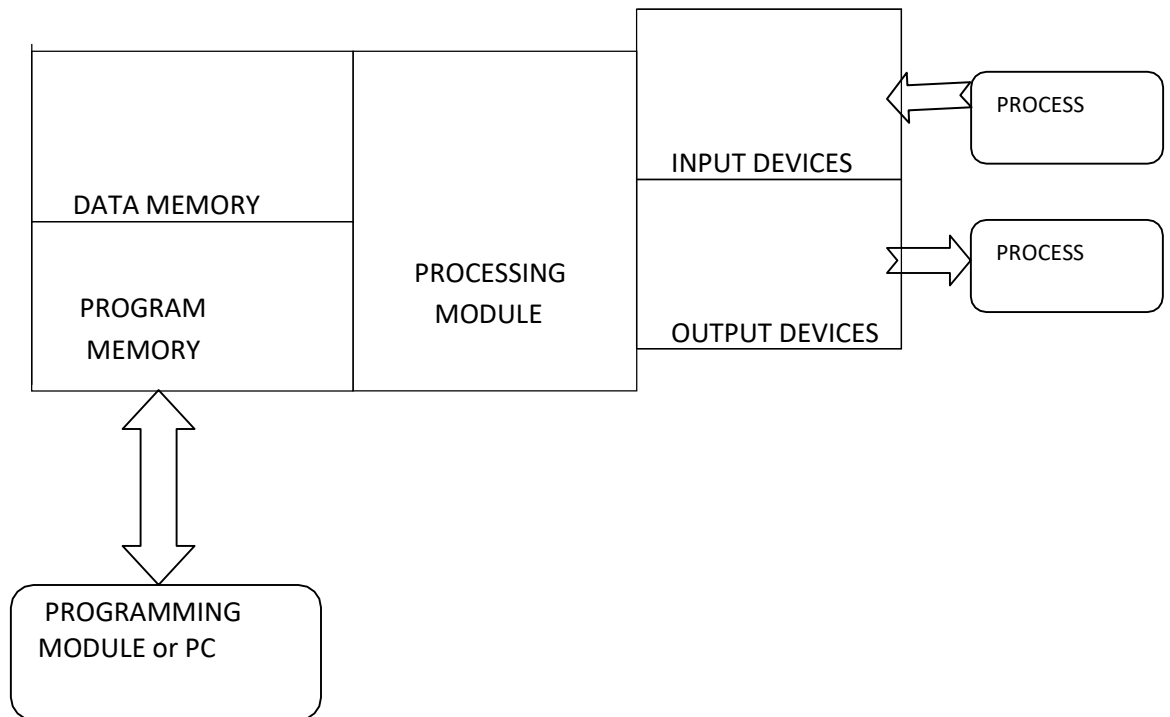 PROCESS
INPUT DEVICES
DATA MEMORY
PROCESS
PROCESSING
MODULE
PROGRAM
MEMORY
OUTPUT DEVICES
PROGRAMMING
MODULE or PC